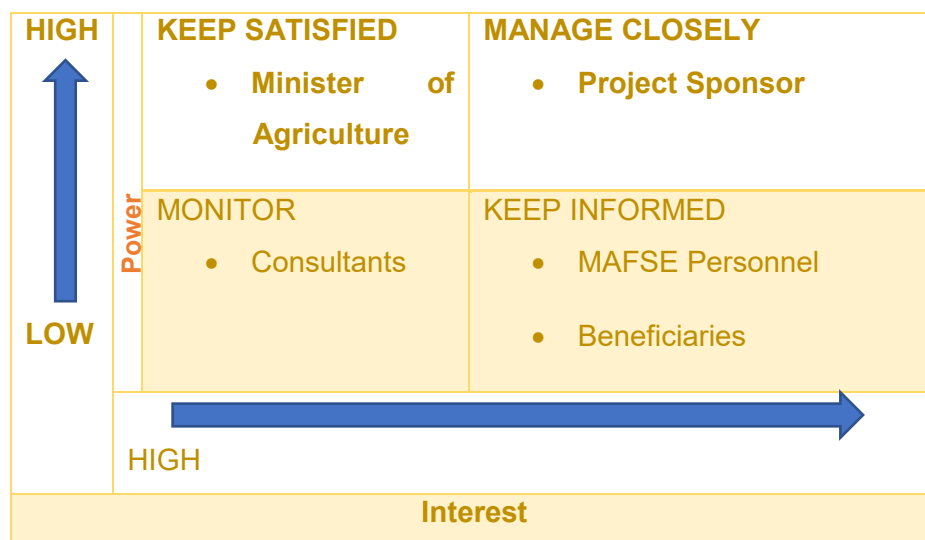 HIGH
KEEP SATISFIED
MANAGE CLOSELY
• Minister of
Agriculture
• Project Sponsor
Power
MONITOR
KEEP INFORMED
• Consultants
• MAFSE Personnel
• Beneficiaries
LOW
HIGH
Interest